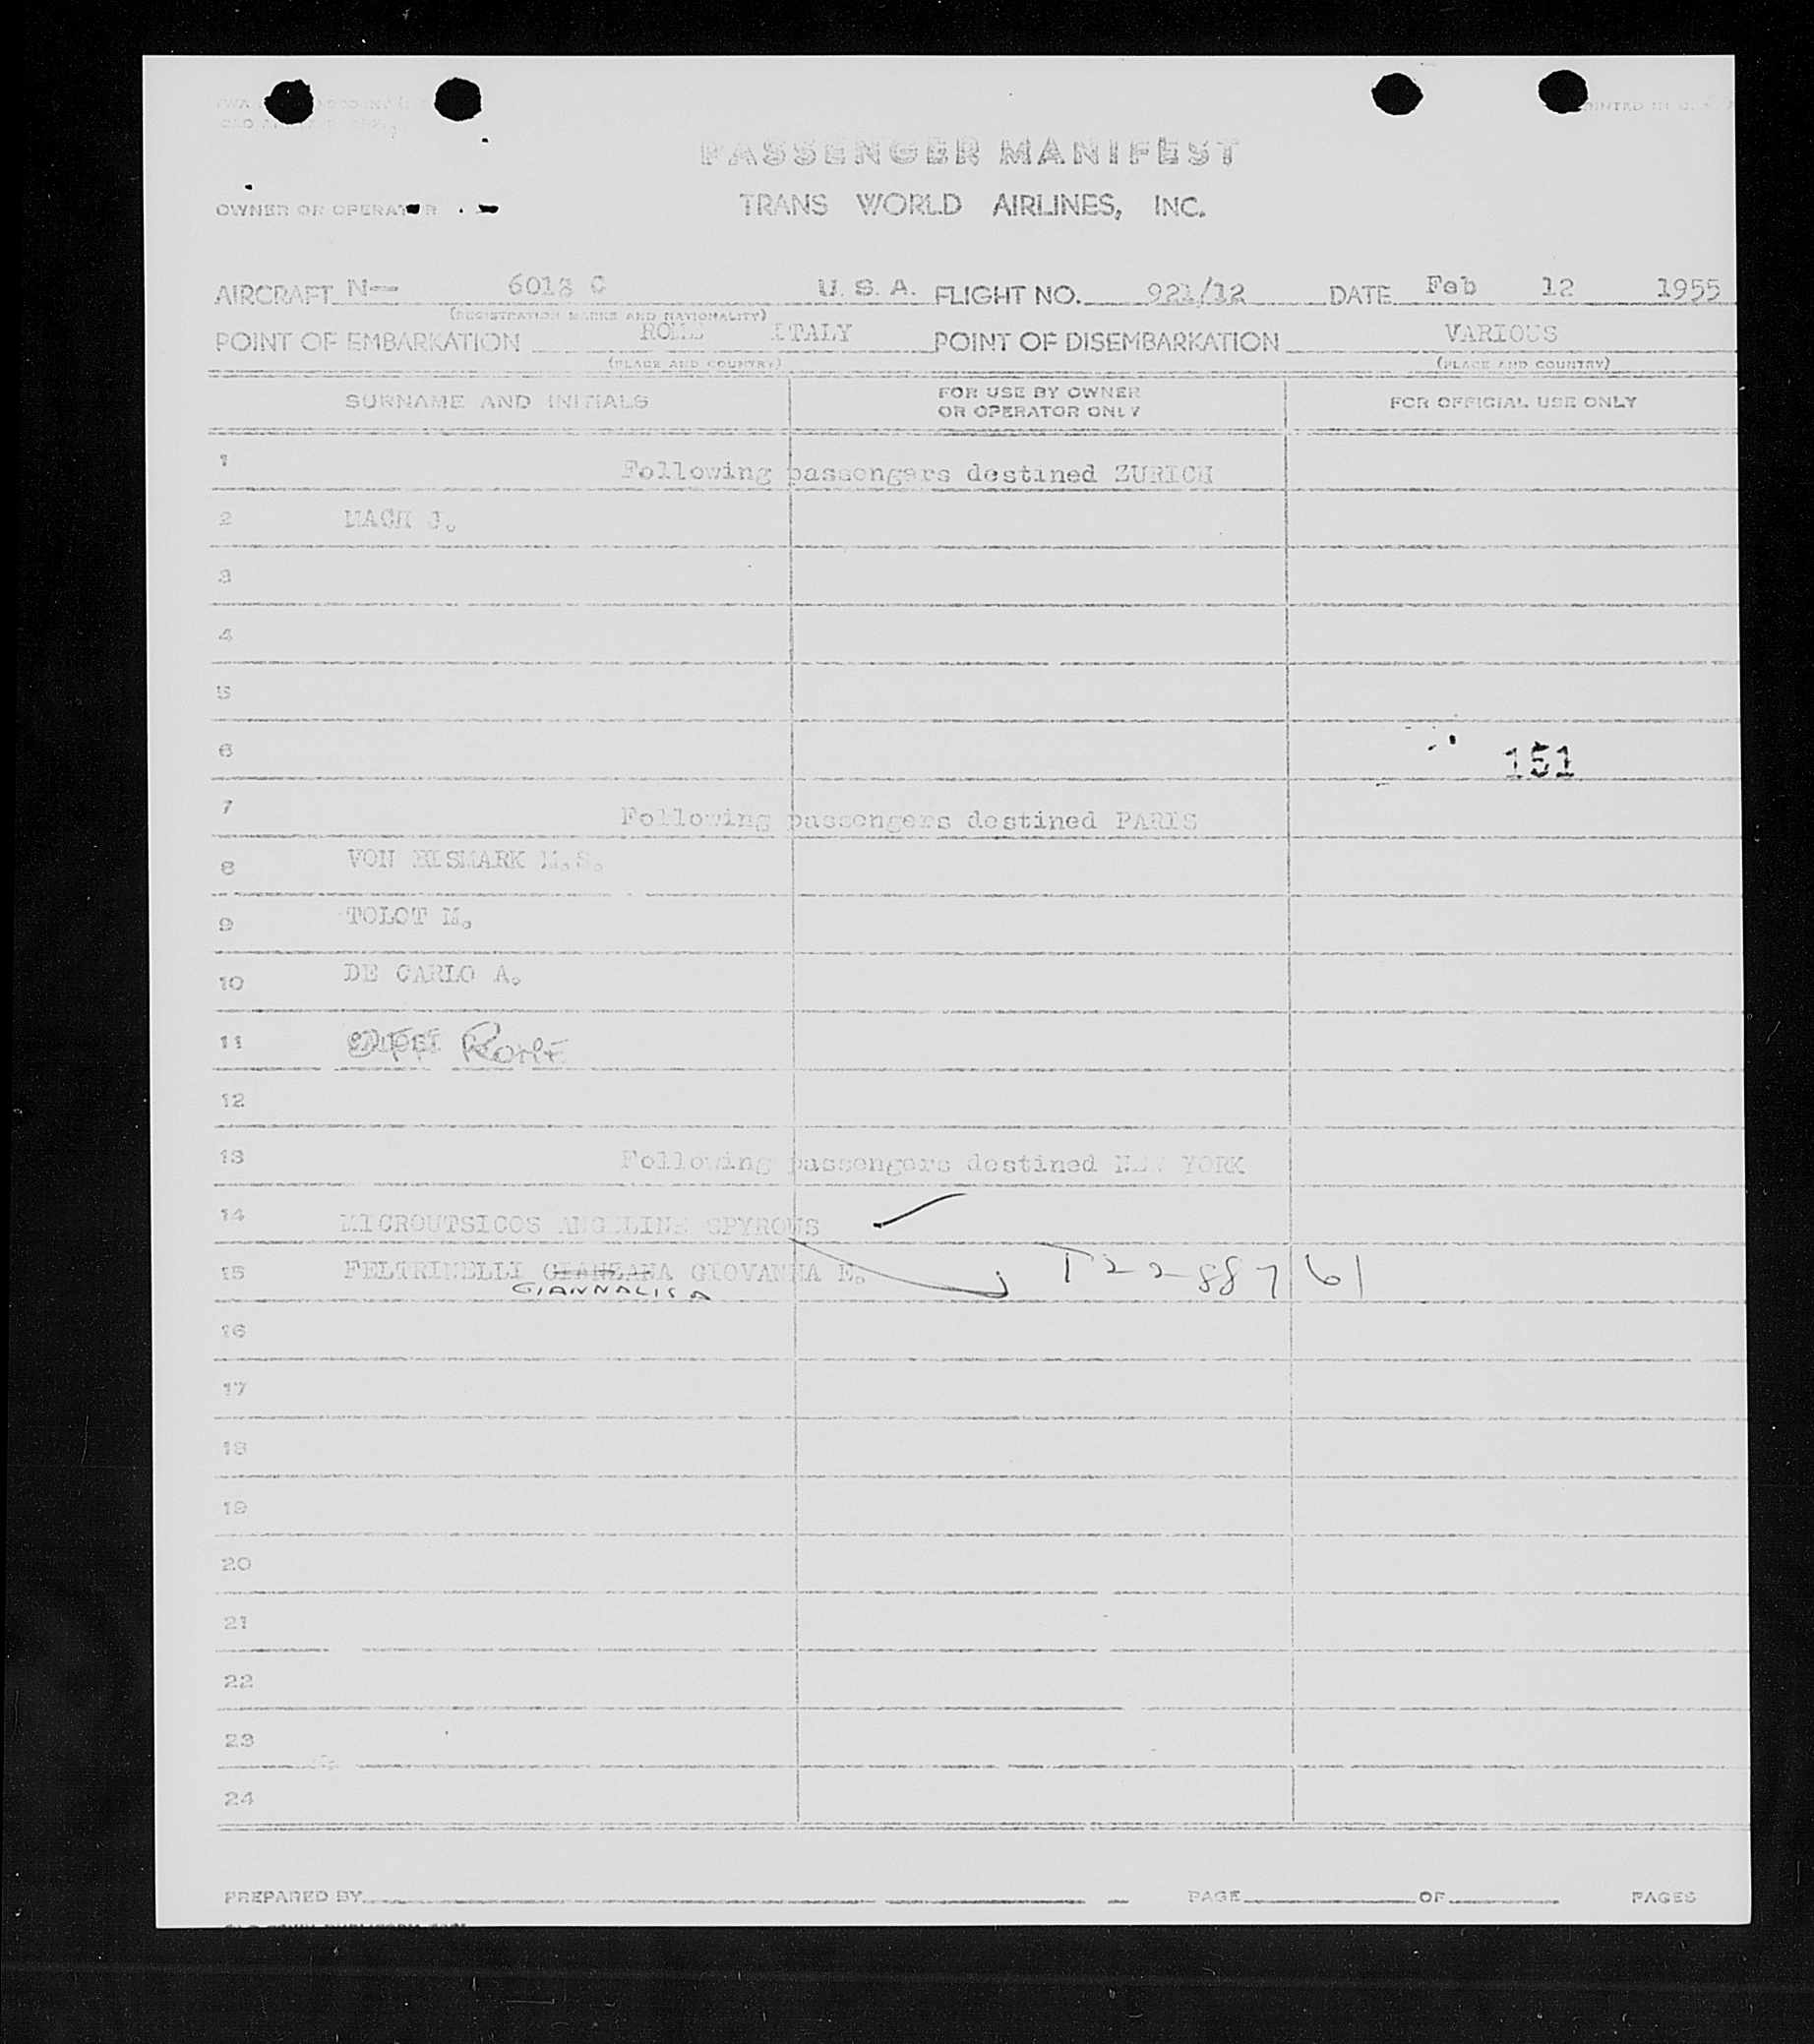 PASSENGER MANIFEST
OWNER OR OPERATOR TRANS WORLD AIRLINES, INC.
AIRCRAFT N— 6018 C U. S. A. FLIGHT NO. 921/12 DATE Feb 12 1955
(REGISTRATION MARKS AND NATIONALITY)
POINT OF EMBARKATION ROME ITALY POINT OF DISEMBARKATION VARIOUS
(PLACE AND COUNTRY) (PLACE AND COUNTRY)
SURNAME AND INITIALS FOR USE BY OWNER OR OPERATOR ONLY FOR OFFICIAL USE ONLY
1 Following passengers destined ZURICH
2 MACH J.
3
4
5
6 151
7 Following passengers destined PARIS
8 VON BISMARK M.S.
9 TOLOT M.
10 DE CARLO A.
11
12
13 Following passengers destined NEW YORK
14 MICROUTSICOS ANGELINE SPYROUS
15 FELTRINELLI GIOVANNA E. T2288761
GIANNALISA
16
17
18
19
20
21
22
23
24
PREPARED BY PAGE OF PAGES